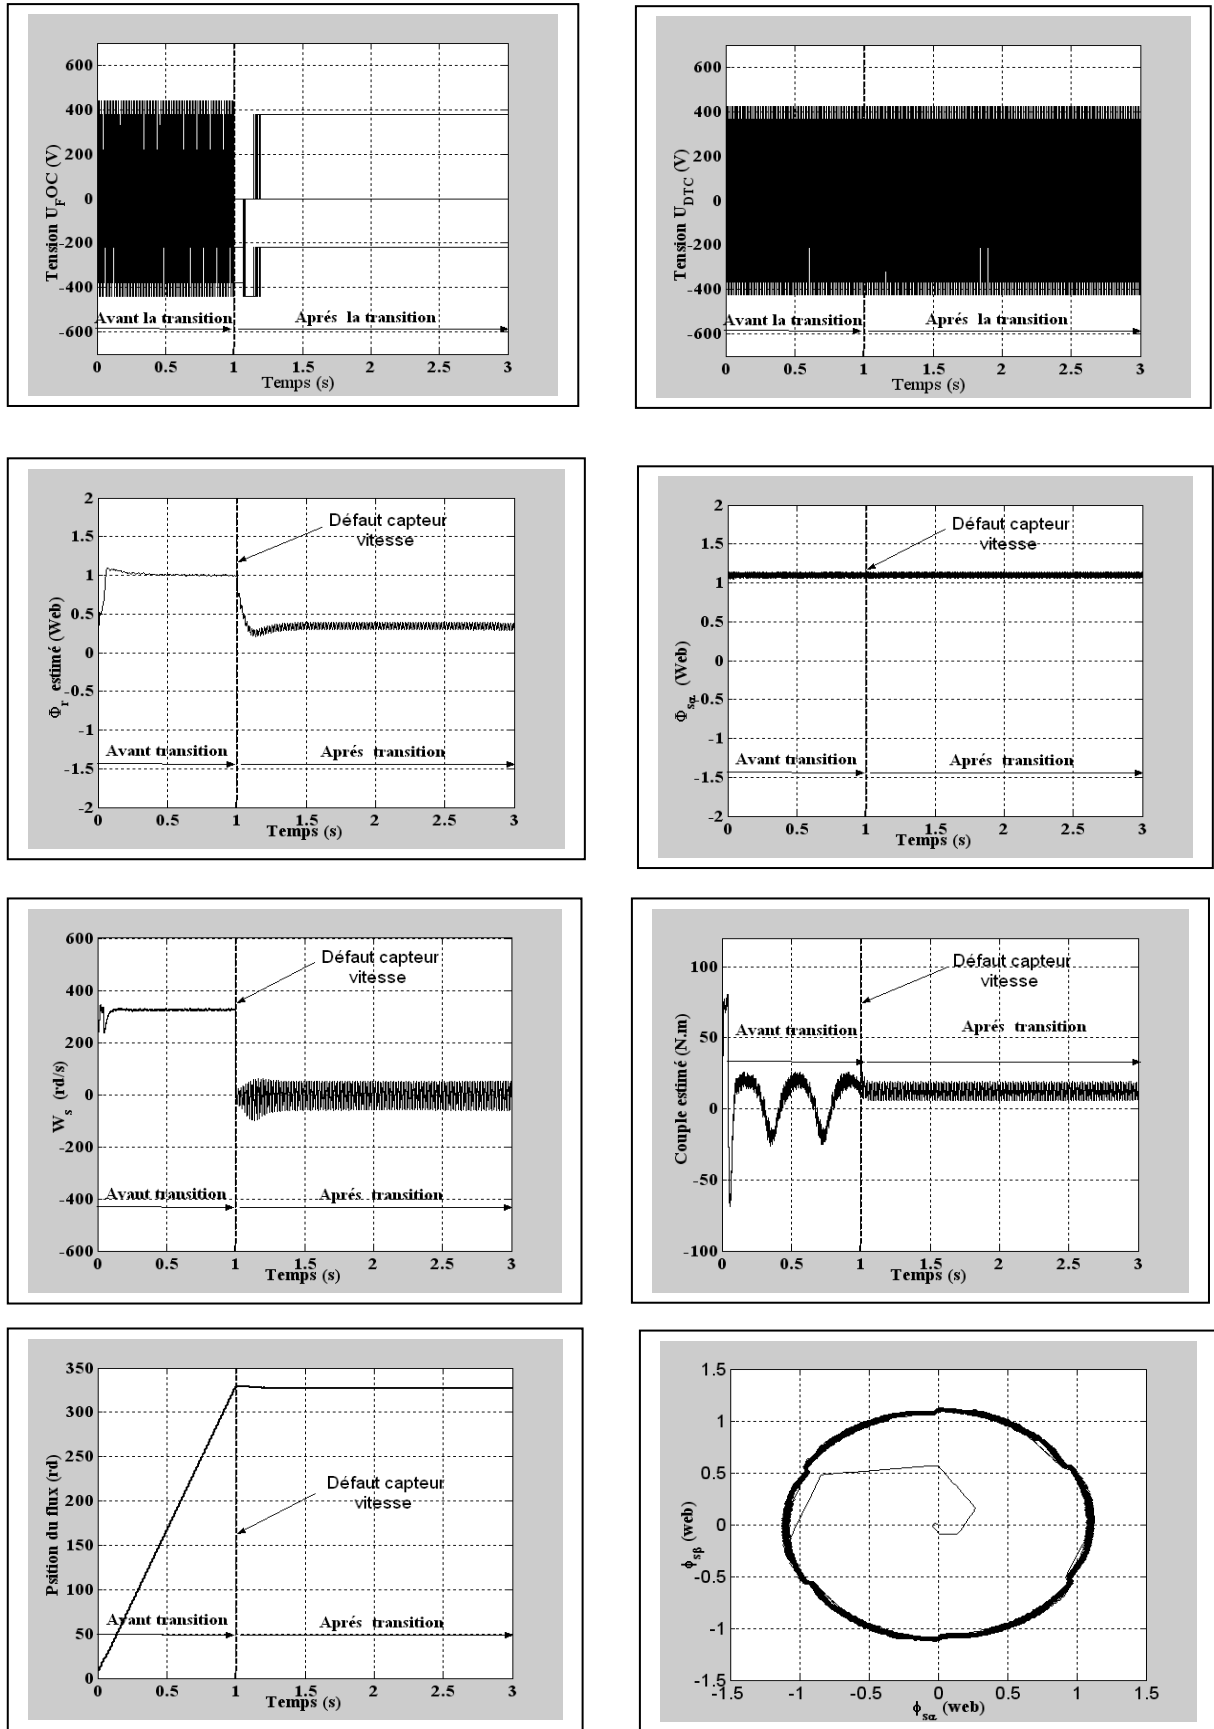 600
400
200
0
-200
-400
-600
Tension U_FOC (V)
Avant la transition
Aprés la transition
0 0.5 1 1.5 2 2.5 3
Temps (s)
600
400
200
0
-200
-400
-600
Tension U_DTC (V)
Avant la transition
Aprés la transition
0 0.5 1 1.5 2 2.5 3
Temps (s)
2
1.5
1
0.5
0
-0.5
-1
-1.5
-2
Φ_r estimé (Web)
Défaut capteur
vitesse
Avant transition
Aprés transition
0 0.5 1 1.5 2 2.5 3
Temps (s)
2
1.5
1
0.5
0
-0.5
-1
-1.5
-2
Φ_sα (Web)
Défaut capteur
vitesse
Avant transition
Aprés transition
0 0.5 1 1.5 2 2.5 3
Temps (s)
600
400
200
0
-200
-400
-600
W_s (rd/s)
Défaut capteur
vitesse
Avant transition
Aprés transition
0 0.5 1 1.5 2 2.5 3
Temps (s)
100
50
0
-50
-100
Couple estimé (N.m)
Défaut capteur
vitesse
Avant transition
Aprés transition
0 0.5 1 1.5 2 2.5 3
Temps (s)
350
300
250
200
150
100
50
0
Psition du flux (rd)
Défaut capteur
vitesse
Avant transition
Aprés transition
0 0.5 1 1.5 2 2.5 3
Temps (s)
1.5
1
0.5
0
-0.5
-1
-1.5
ϕ_sβ (web)
-1.5 -1 -0.5 0 0.5 1 1.5
ϕ_sα (web)